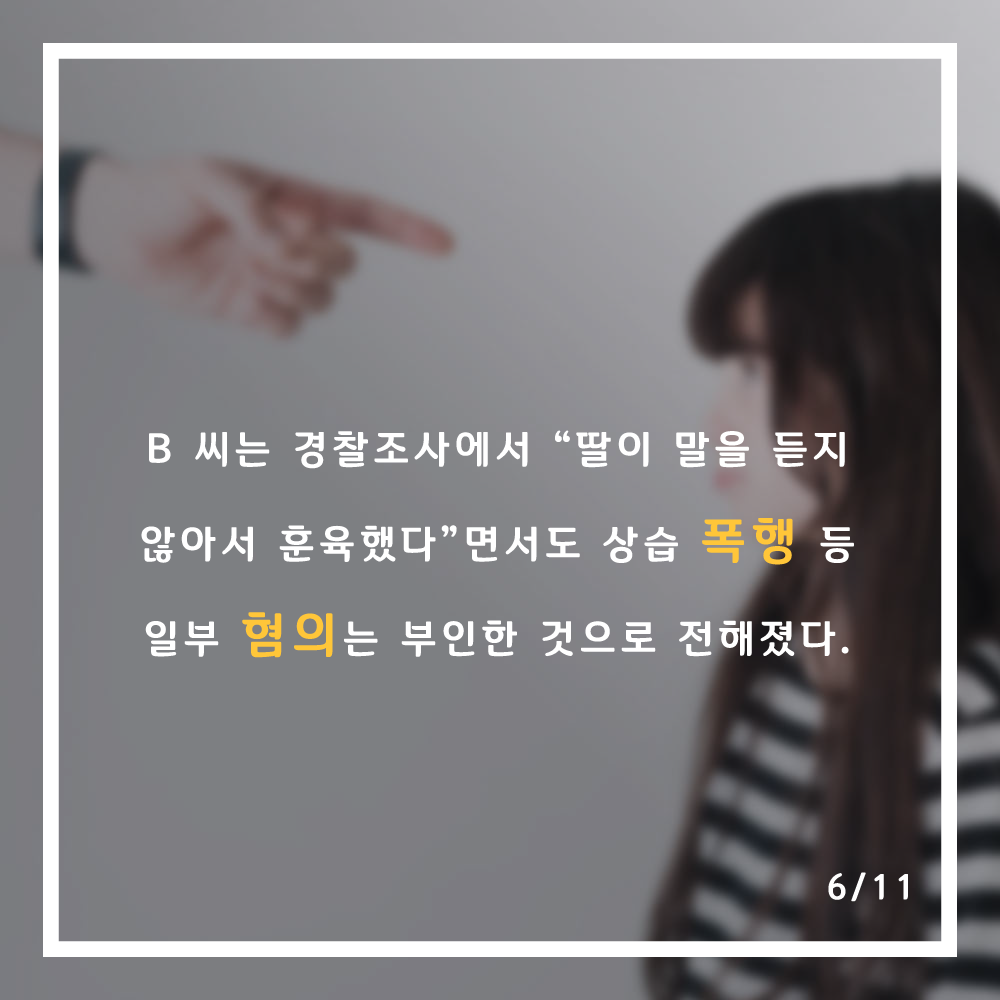 B 씨는 경찰조사에서 “딸이 말을 듣지
않아서 훈육했다”면서도 상습 폭행 등
일부 혐의는 부인한 것으로 전해졌다.
6/11